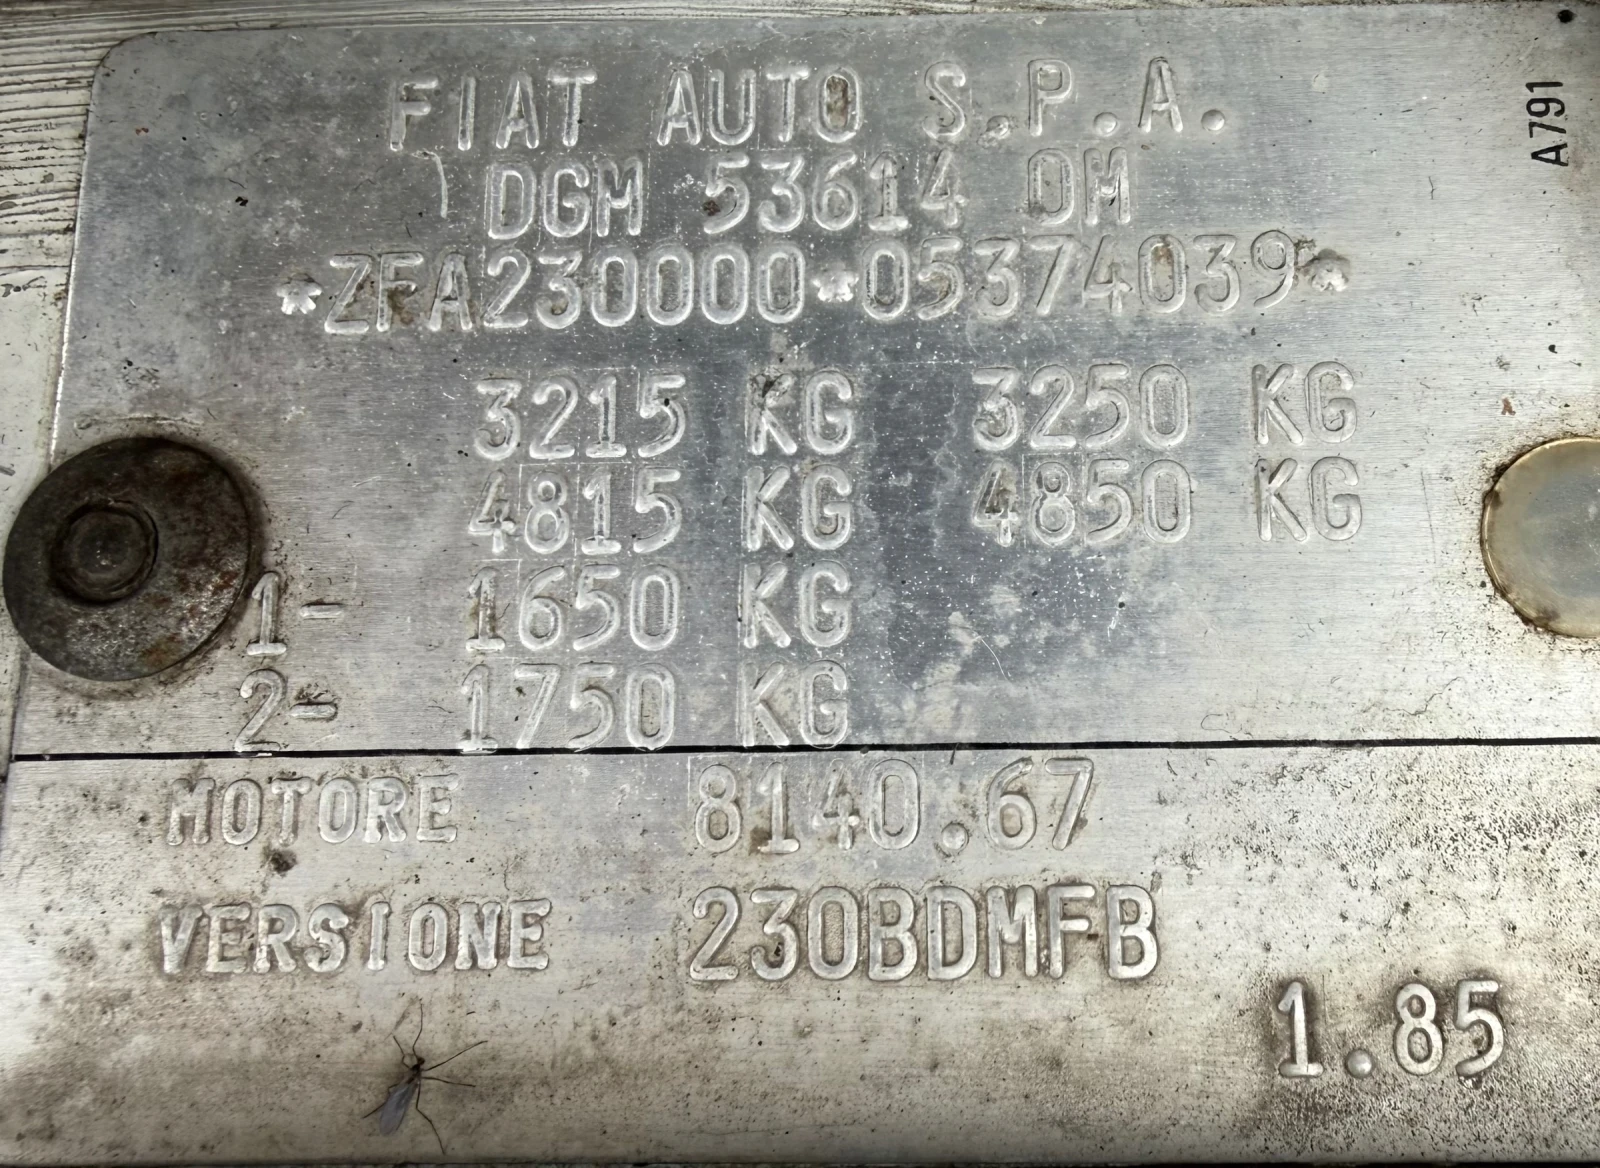 FIAT AUTO S.P.A.
A791
DGM 53614 OM
*ZFA230000*05374039*
3215 KG 3250 KG
4815 KG 4850 KG
1- 1650 KG
2- 1750 KG
MOTORE 8140.67
VERSIONE 230BDMFB
1.85